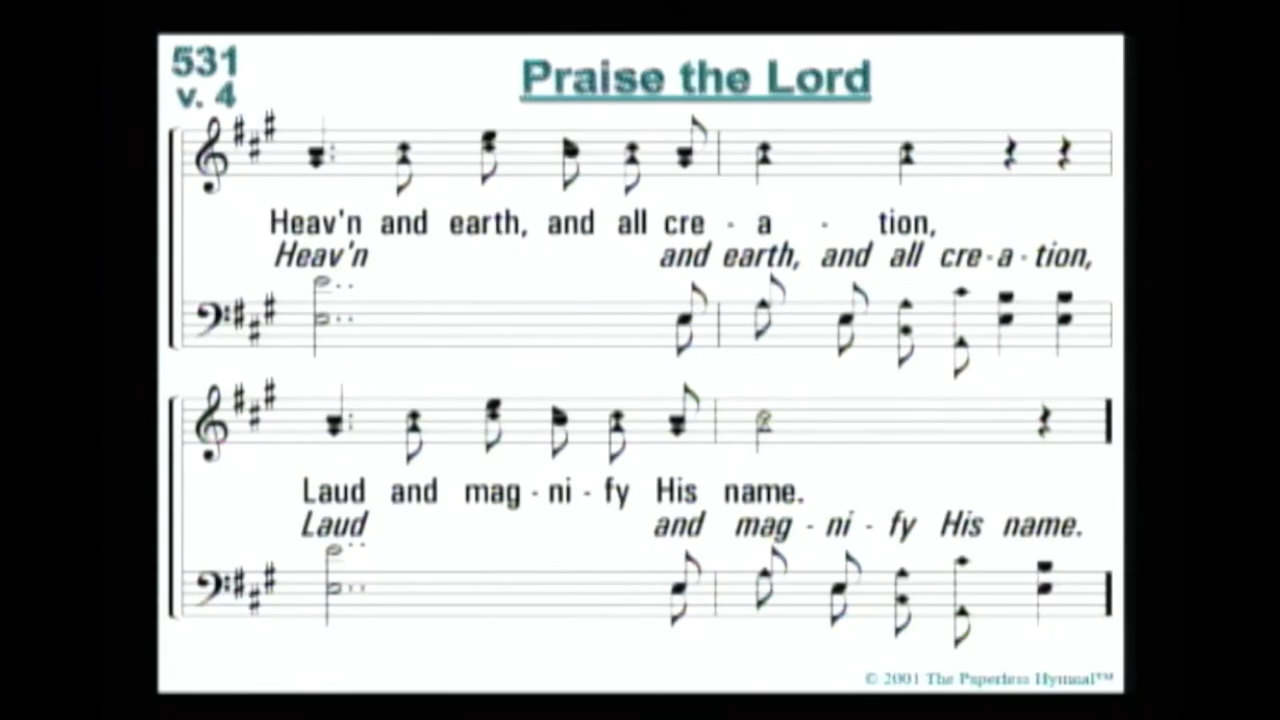 531
v. 4
Praise the Lord
Heav'n and earth, and all cre - a - tion,
Heav'n and earth, and all cre - a - tion,
Laud and mag - ni - fy His name.
Laud and mag - ni - fy His name.
© 2001 The Paperless Hymnal™